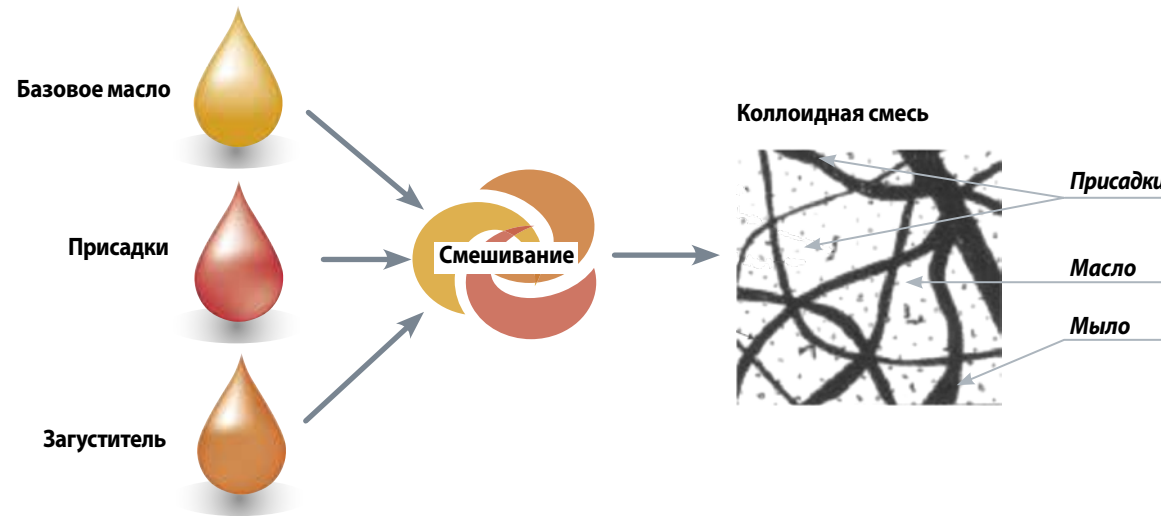 Базовое масло
Присадки
Загуститель
Смешивание
Коллоидная смесь
Присадки
Масло
Мыло